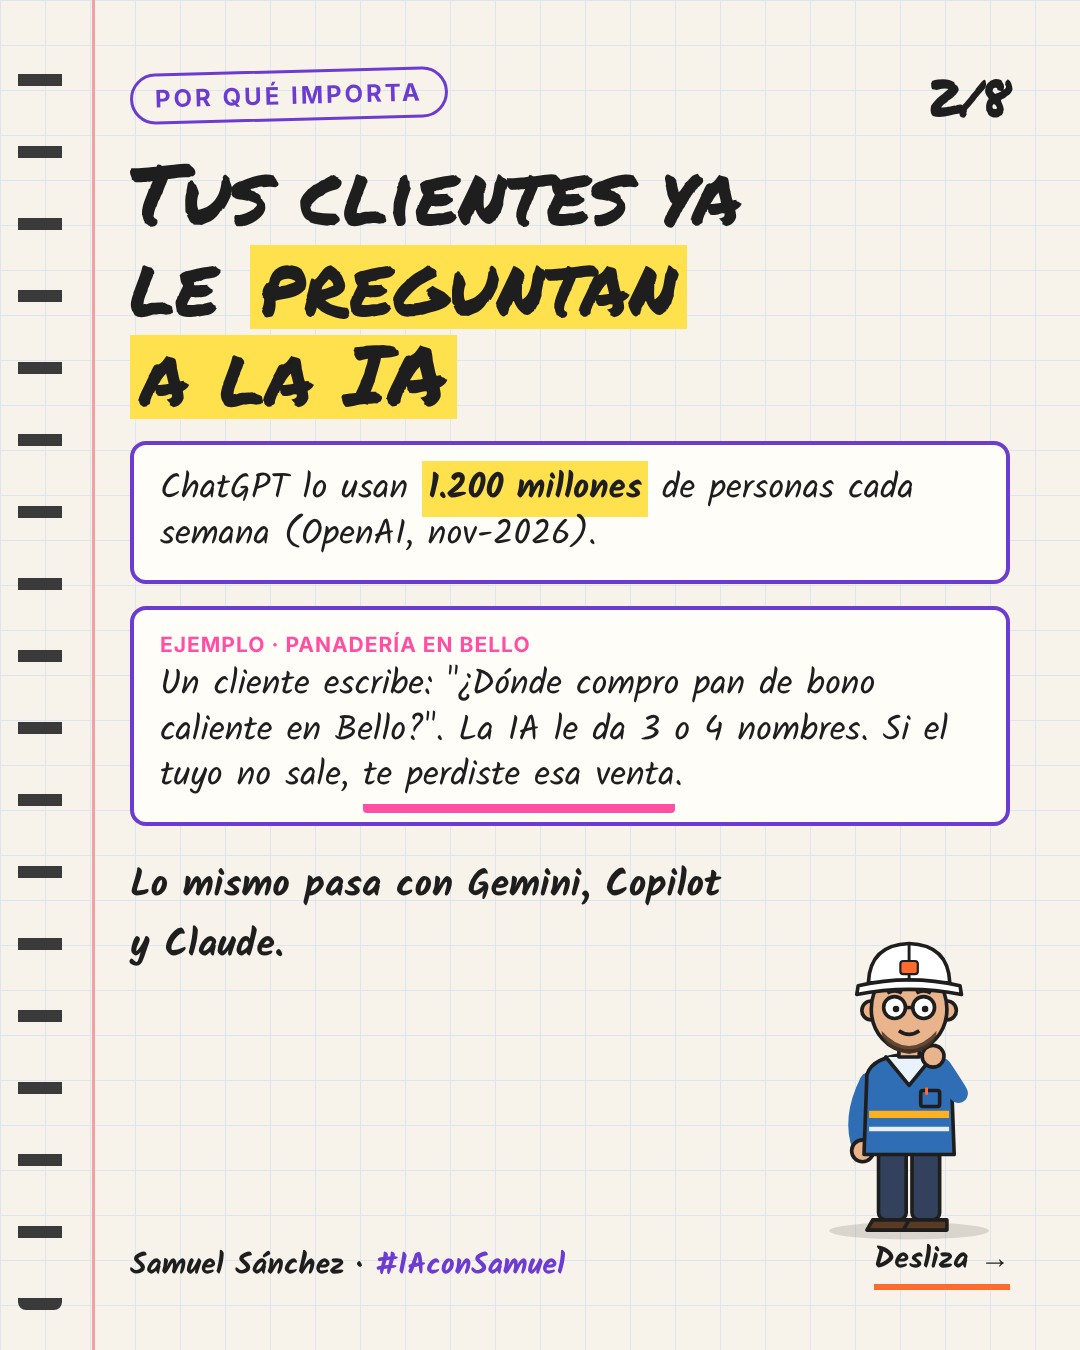 POR QUÉ IMPORTA
2/8
TUS CLIENTES YA
LE PREGUNTAN
A LA IA
ChatGPT lo usan 1.200 millones de personas cada
semana (OpenAI, nov-2026).
EJEMPLO · PANADERÍA EN BELLO
Un cliente escribe: "¿Dónde compro pan de bono
caliente en Bello?". La IA le da 3 o 4 nombres. Si el
tuyo no sale, te perdiste esa venta.
Lo mismo pasa con Gemini, Copilot
y Claude.
Samuel Sánchez · #IAconSamuel
Desliza →